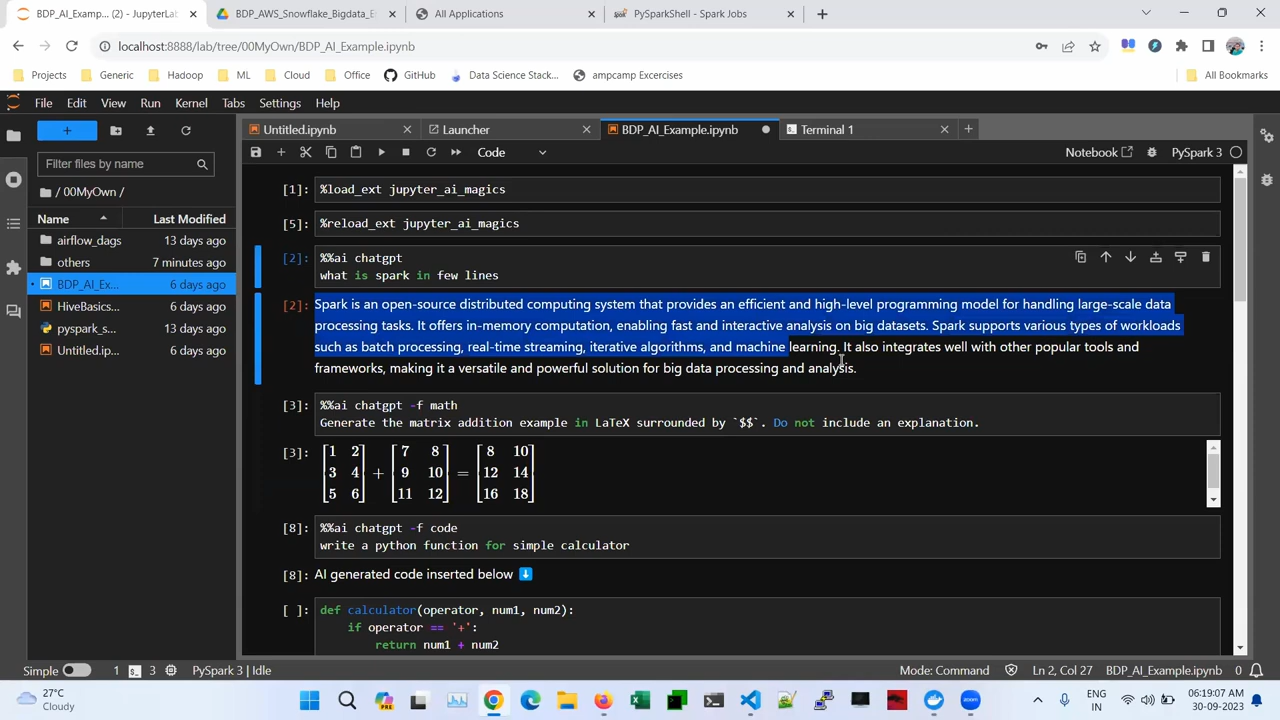 BDP_AI_Examp... (2) - JupyterLab
BDP_AWS_Snowflake_Bigdata_E
All Applications
PySparkShell - Spark Jobs
localhost:8888/lab/tree/00MyOwn/BDP_AI_Example.ipynb
Projects
Generic
Hadoop
ML
Cloud
Office
GitHub
Data Science Stack...
ampcamp Excercises
All Bookmarks
File Edit View Run Kernel Tabs Settings Help
Untitled.ipynb
Launcher
BDP_AI_Example.ipynb
Terminal 1
Code
Notebook
PySpark 3
Filter files by name
/ 00MyOwn /
Name Last Modified
airflow_dags 13 days ago
others 7 minutes ago
BDP_AI_Ex... 6 days ago
HiveBasics... 6 days ago
pyspark_s... 13 days ago
Untitled.ip... 6 days ago
[1]: %load_ext jupyter_ai_magics
[5]: %reload_ext jupyter_ai_magics
[2]: %%ai chatgpt
what is spark in few lines
[2]: Spark is an open-source distributed computing system that provides an efficient and high-level programming model for handling large-scale data
processing tasks. It offers in-memory computation, enabling fast and interactive analysis on big datasets. Spark supports various types of workloads
such as batch processing, real-time streaming, iterative algorithms, and machine learning. It also integrates well with other popular tools and
frameworks, making it a versatile and powerful solution for big data processing and analysis.
[3]: %%ai chatgpt -f math
Generate the matrix addition example in LaTeX surrounded by `$$`. Do not include an explanation.
[3]:
1 2 7 8 8 10
3 4 + 9 10 = 12 14
5 6 11 12 16 18
[8]: %%ai chatgpt -f code
write a python function for simple calculator
[8]: AI generated code inserted below ⬇️
[ ]: def calculator(operator, num1, num2):
if operator == '+':
return num1 + num2
Simple 1 3 PySpark 3 | Idle
Mode: Command Ln 2, Col 27 BDP_AI_Example.ipynb 0
27°C
Cloudy
PRE
zoom
ENG
IN
06:19:07 AM
30-09-2023